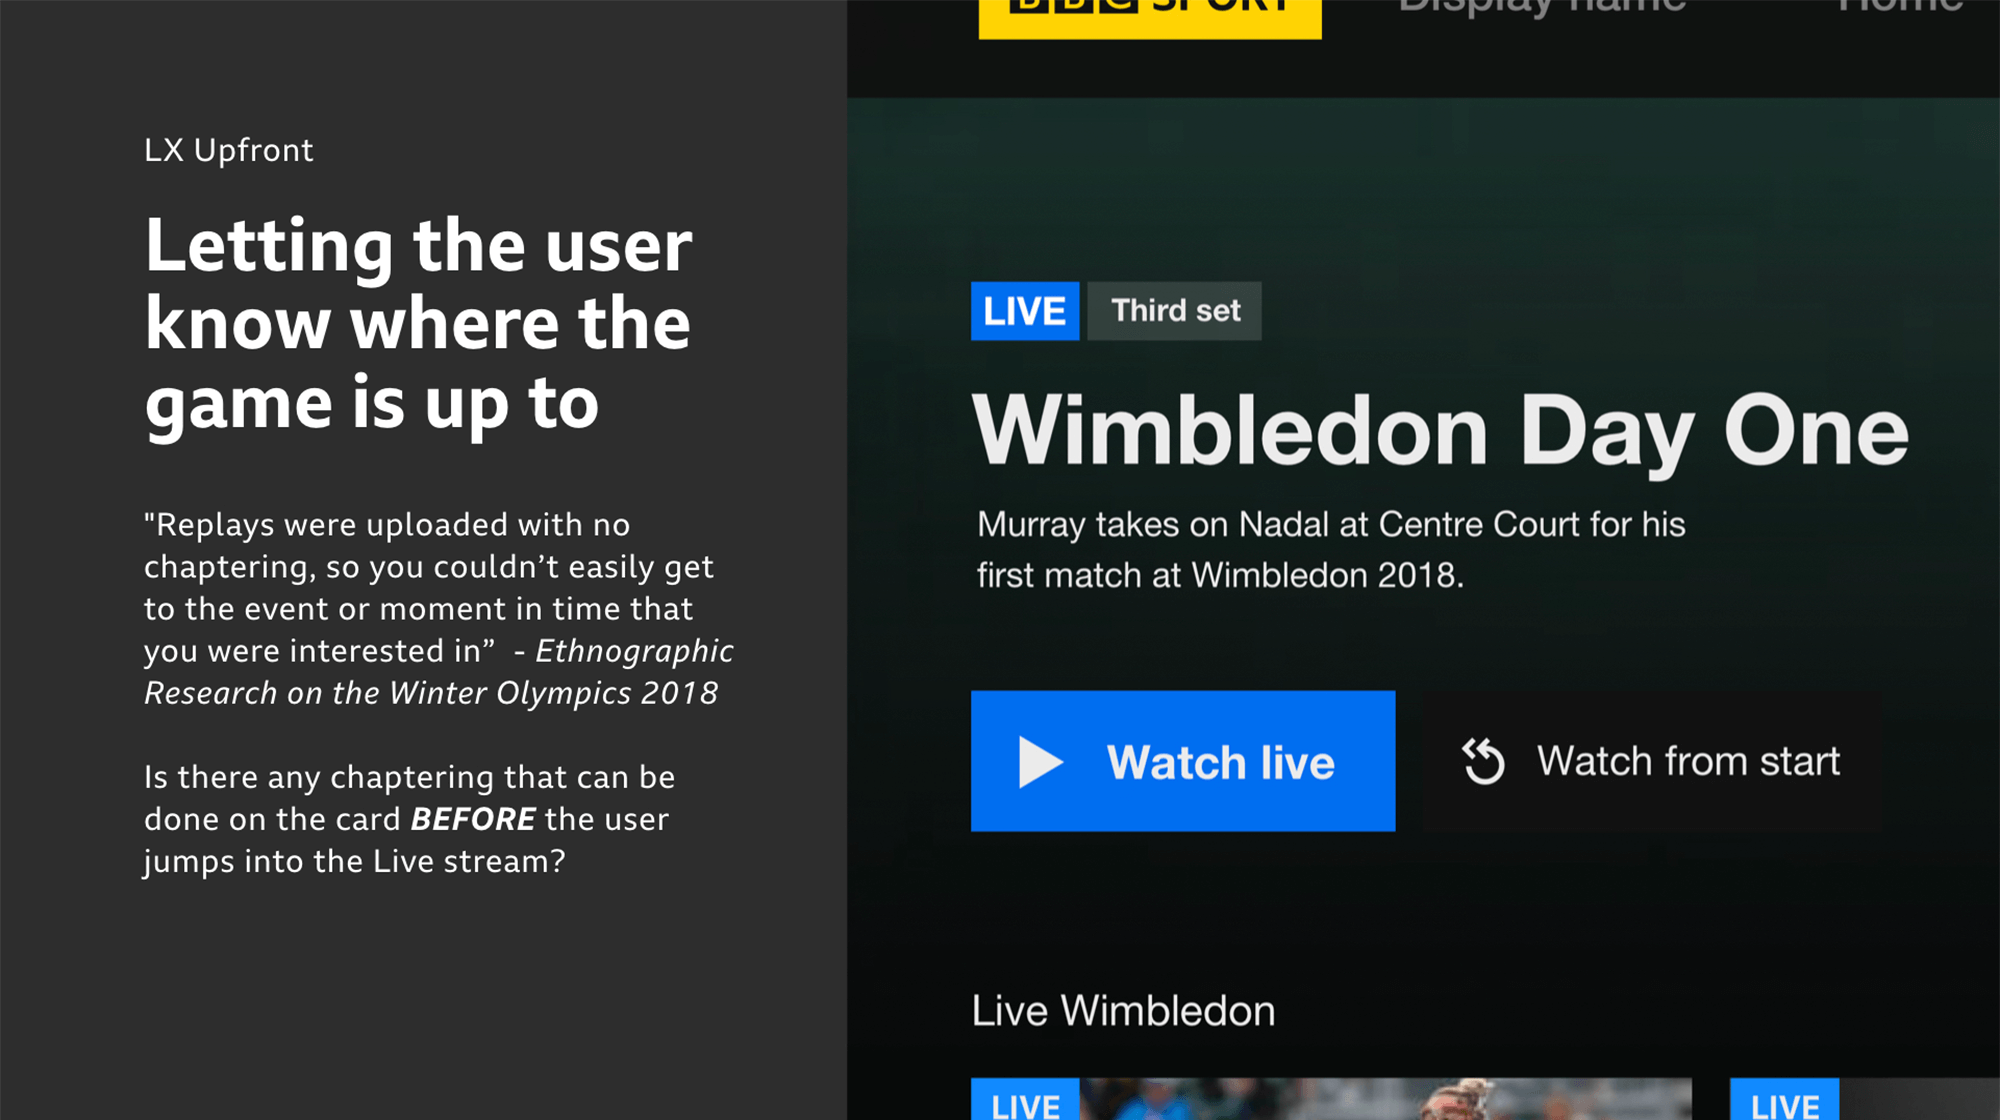 LX Upfront
Letting the user
know where the
game is up to
"Replays were uploaded with no
chaptering, so you couldn’t easily get
to the event or moment in time that
you were interested in”  - Ethnographic
Research on the Winter Olympics 2018
Is there any chaptering that can be
done on the card BEFORE the user
jumps into the Live stream?
BBC SPORT
Display name
Home
LIVE
Third set
Wimbledon Day One
Murray takes on Nadal at Centre Court for his
first match at Wimbledon 2018.
Watch live
Watch from start
Live Wimbledon
LIVE
LIVE